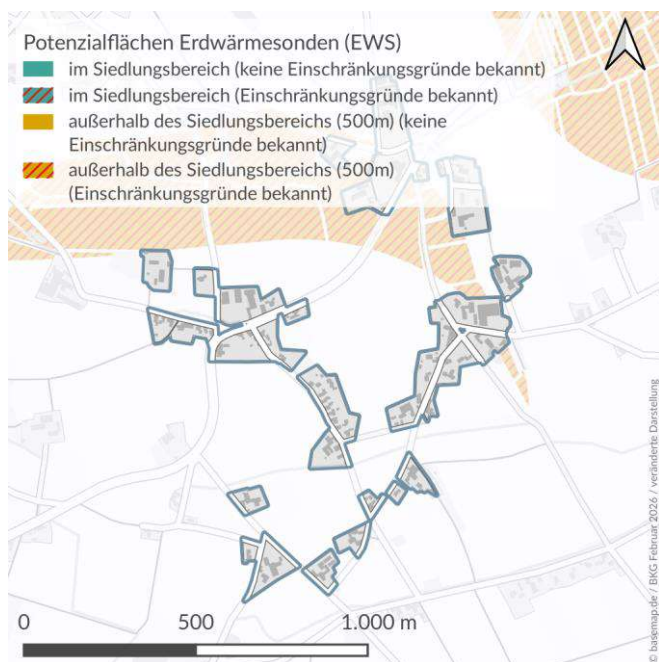 Potenzialflächen Erdwärmesonden (EWS)
im Siedlungsbereich (keine Einschränkungsgründe bekannt)
im Siedlungsbereich (Einschränkungsgründe bekannt)
außerhalb des Siedlungsbereichs (500m) (keine
Einschränkungsgründe bekannt)
außerhalb des Siedlungsbereichs (500m)
(Einschränkungsgründe bekannt)
0 500 1.000 m
© basemap.de / BKG Februar 2026 / veränderte Darstellung